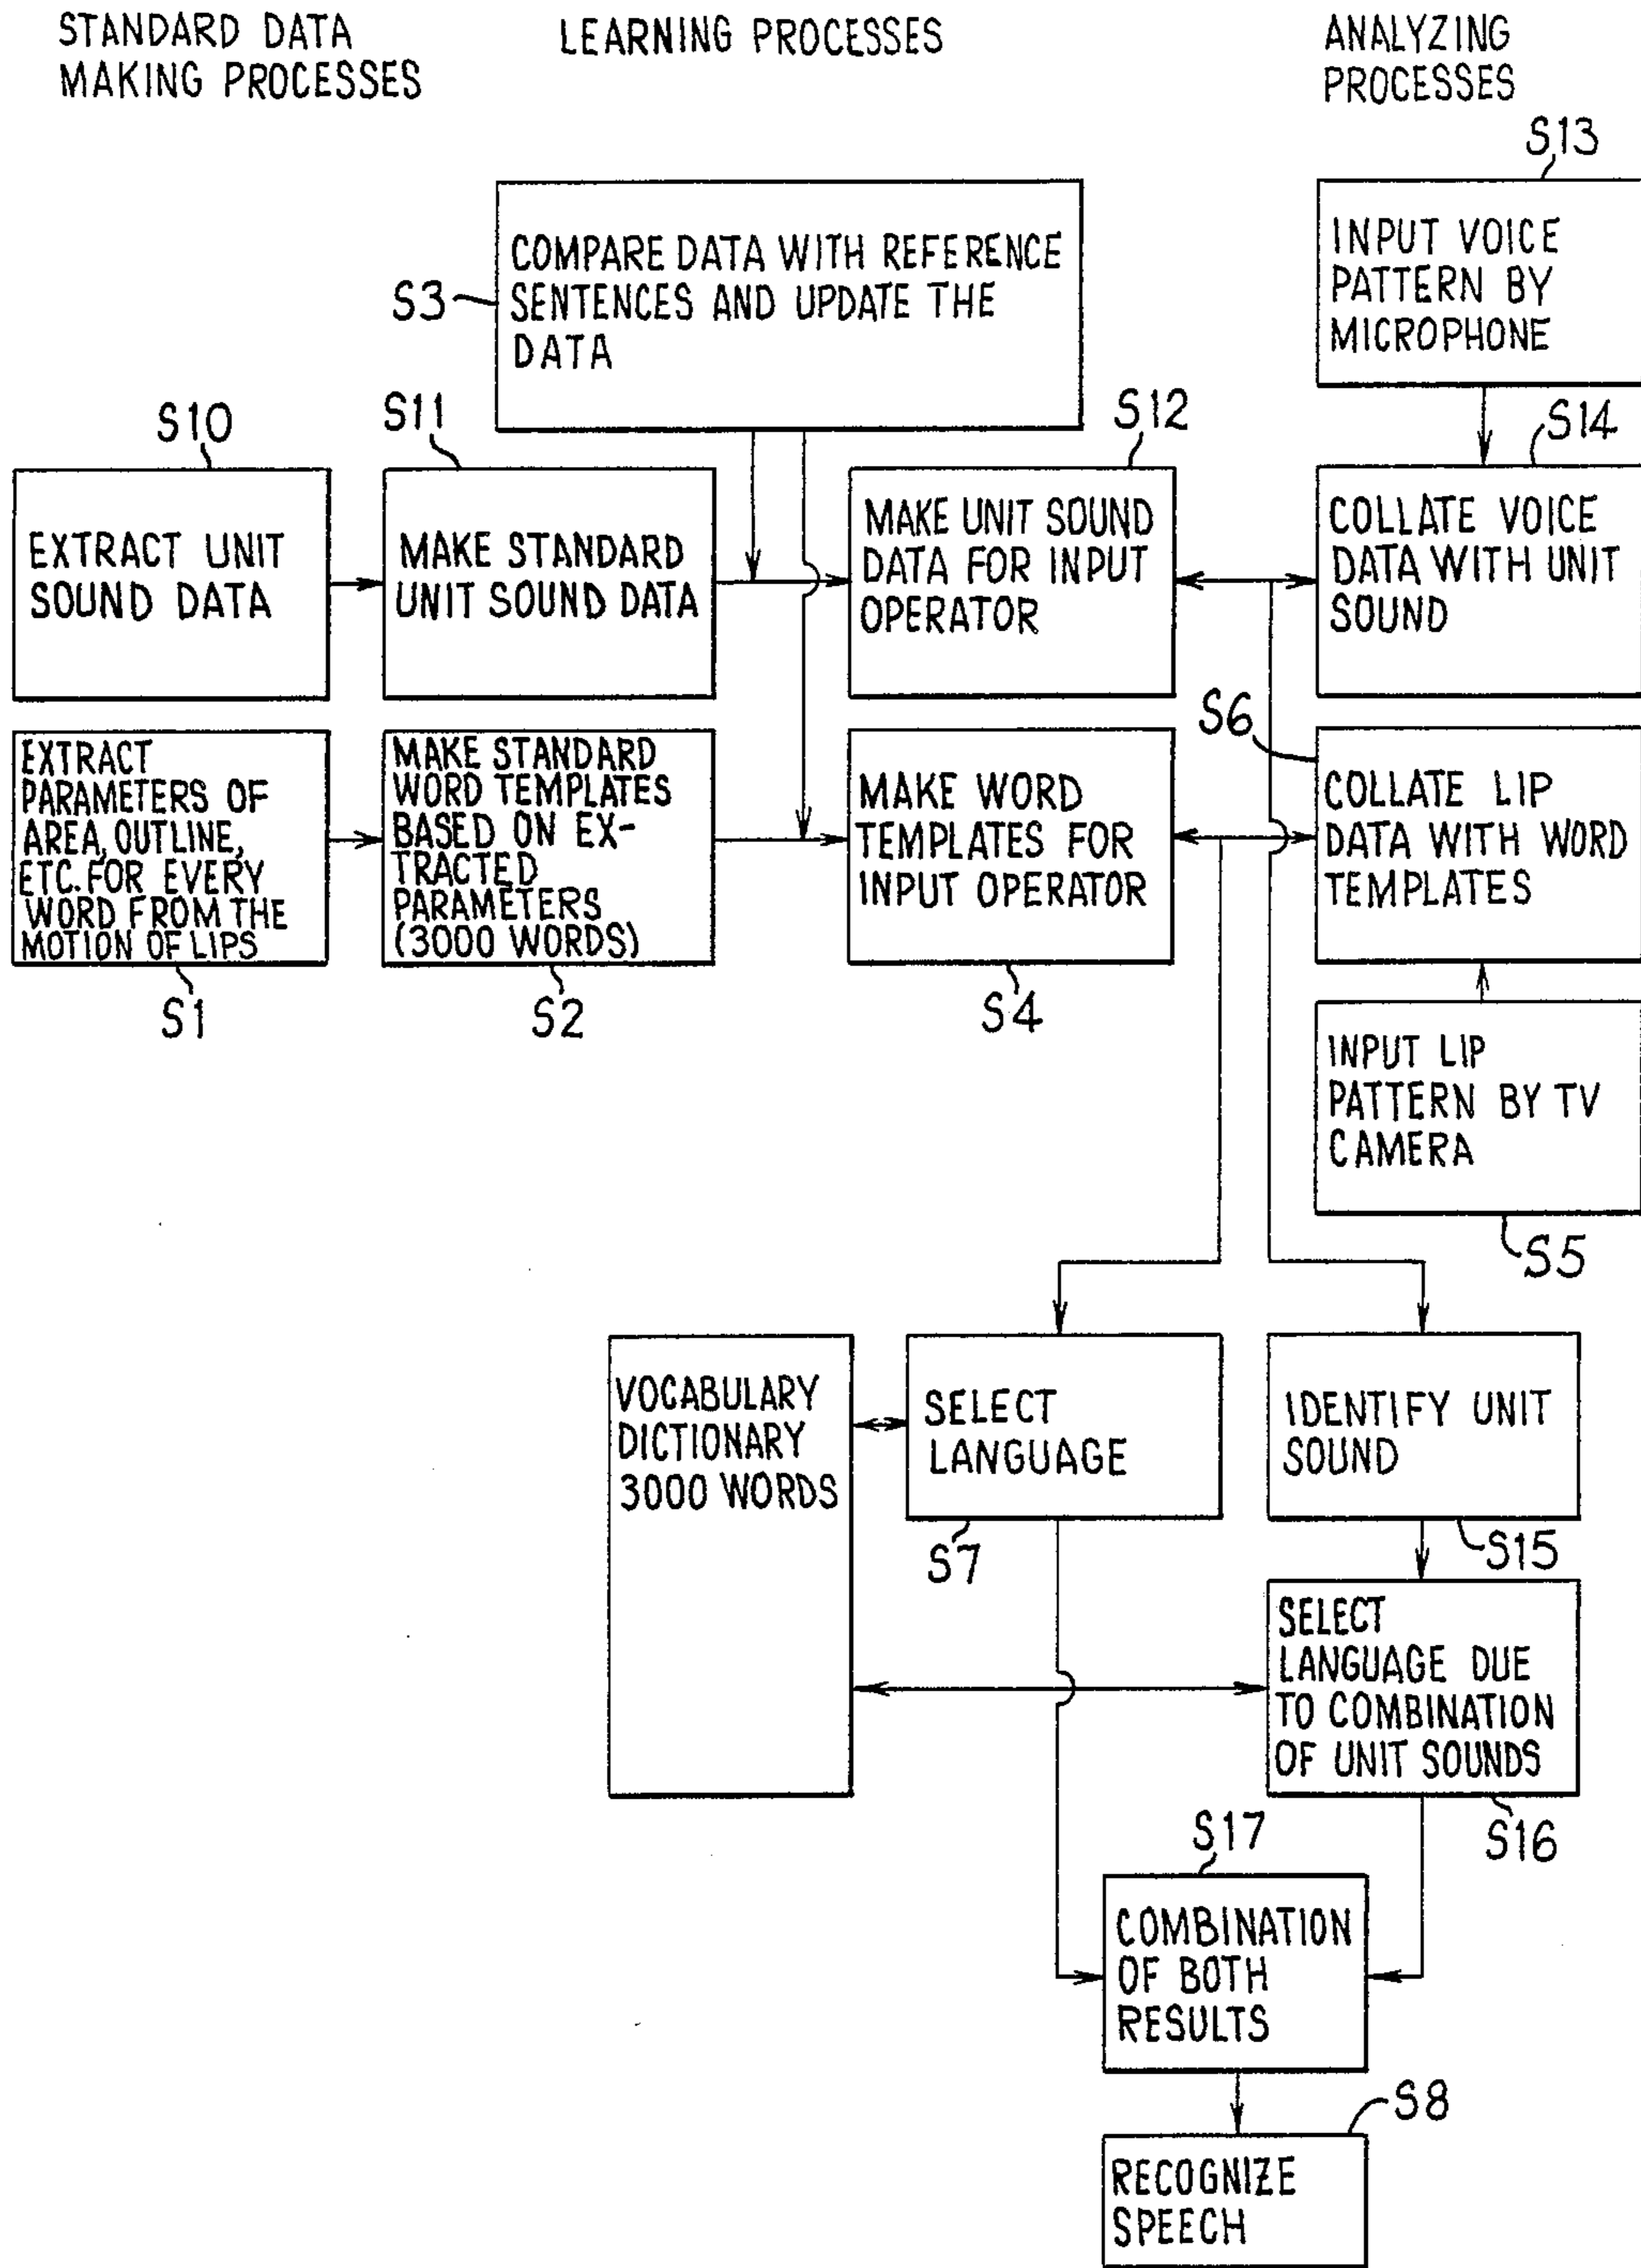 STANDARD DATA
MAKING PROCESSES
LEARNING PROCESSES
ANALYZING
PROCESSES
S13
INPUT VOICE
PATTERN BY
MICROPHONE
S3
COMPARE DATA WITH REFERENCE
SENTENCES AND UPDATE THE
DATA
S10
EXTRACT UNIT
SOUND DATA
S11
MAKE STANDARD
UNIT SOUND DATA
S12
MAKE UNIT SOUND
DATA FOR INPUT
OPERATOR
S14
COLLATE VOICE
DATA WITH UNIT
SOUND
EXTRACT
PARAMETERS OF
AREA, OUTLINE,
ETC. FOR EVERY
WORD FROM THE
MOTION OF LIPS
S1
MAKE STANDARD
WORD TEMPLATES
BASED ON EX-
TRACTED
PARAMETERS
(3000 WORDS)
S2
MAKE WORD
TEMPLATES FOR
INPUT OPERATOR
S4
S6
COLLATE LIP
DATA WITH WORD
TEMPLATES
INPUT LIP
PATTERN BY TV
CAMERA
S5
VOCABULARY
DICTIONARY
3000 WORDS
SELECT
LANGUAGE
S7
IDENTIFY UNIT
SOUND
S15
SELECT
LANGUAGE DUE
TO COMBINATION
OF UNIT SOUNDS
S16
S17
COMBINATION
OF BOTH
RESULTS
S8
RECOGNIZE
SPEECH